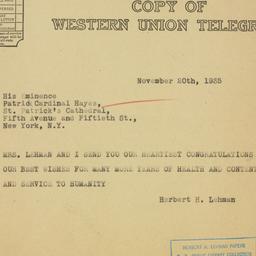 COPY OF
WESTERN UNION TELEGR
November 20th, 1935
His Eminence
Patrick Cardinal Hayes,
St. Patrick's Cathedral,
Fifth Avenue and Fiftieth St.,
New York, N.Y.
MRS. LEHMAN AND I SEND YOU OUR HEARTIEST CONGRATULATIONS
OUR BEST WISHES FOR MANY MORE YEARS OF HEALTH AND CONTENT
AND SERVICE TO HUMANITY
Herbert H. Lehman
HERBERT H. LEHMAN PAPERS